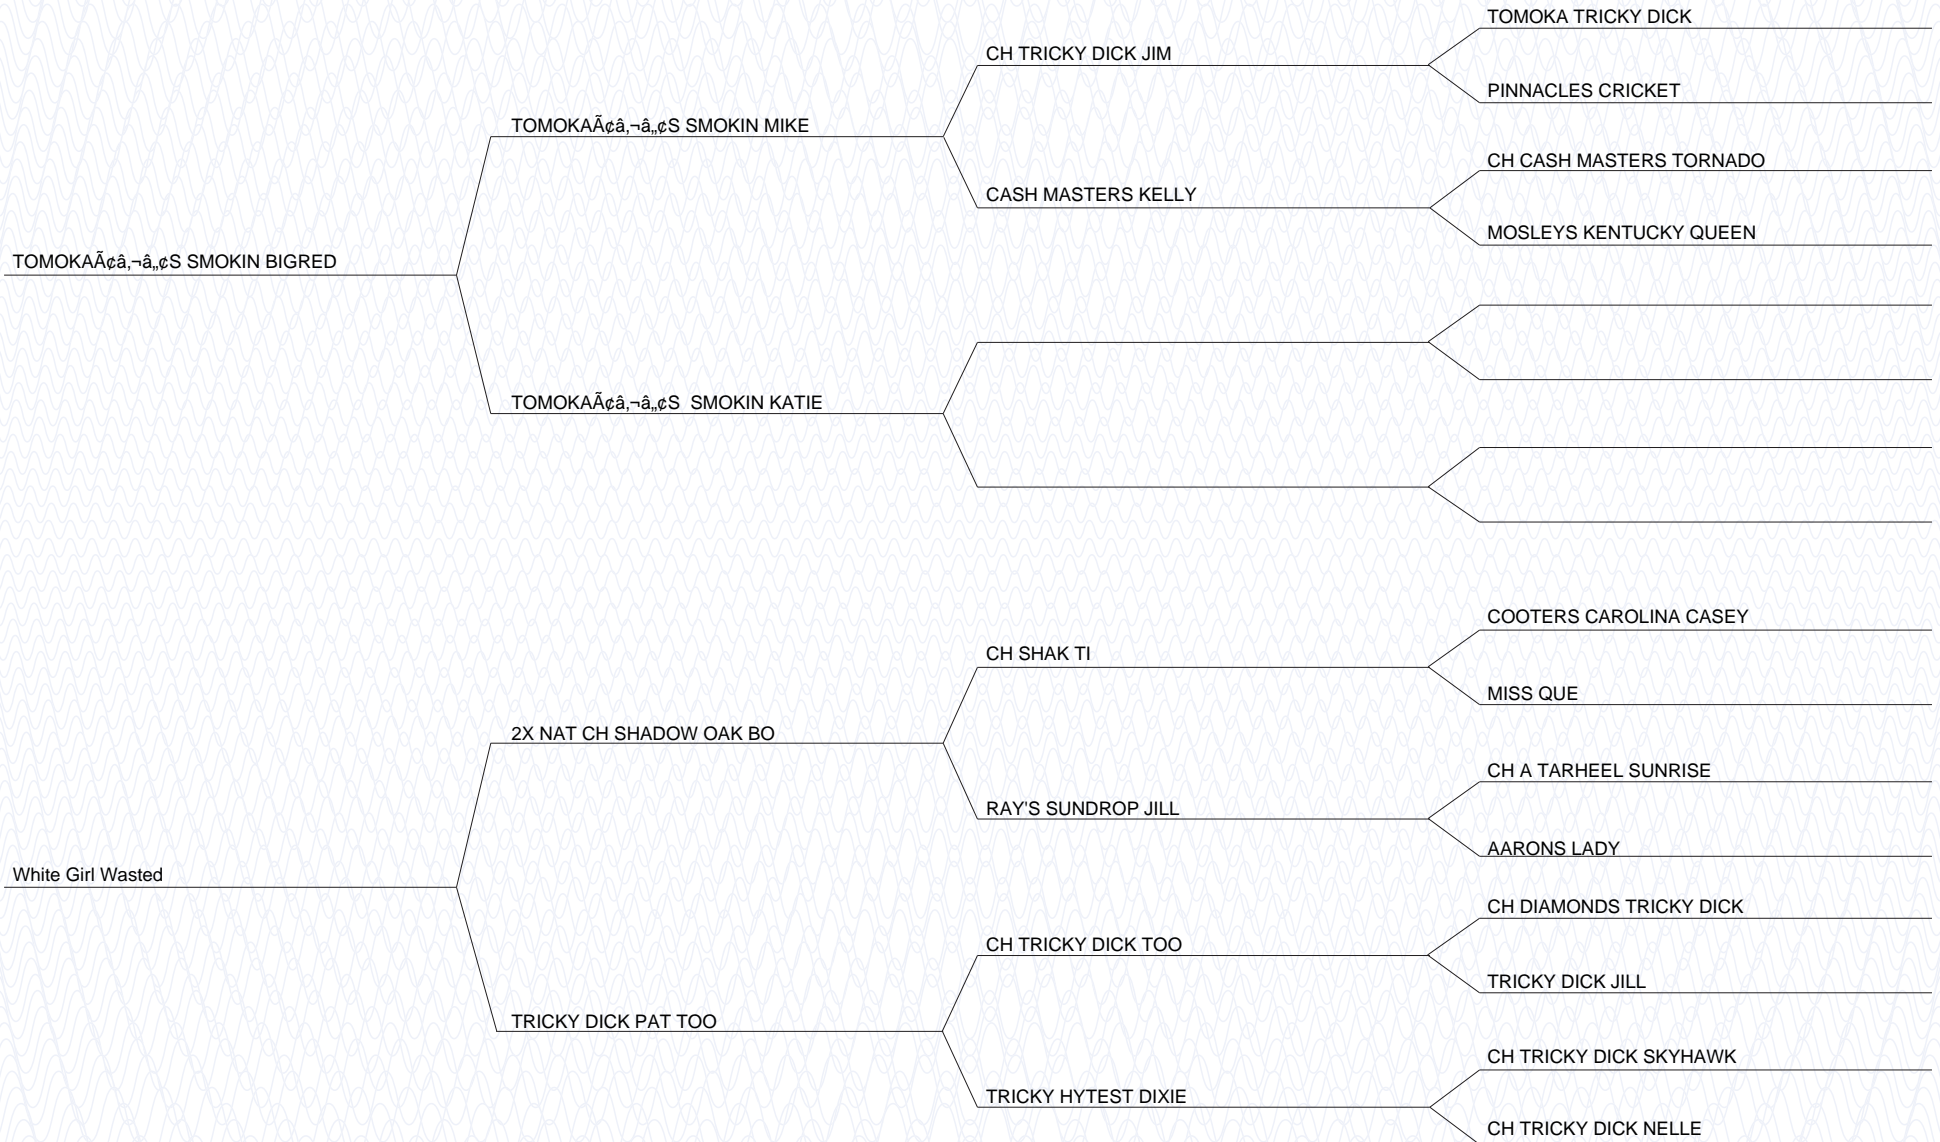 TOMOKA TRICKY DICK
CH TRICKY DICK JIM
PINNACLES CRICKET
TOMOKAÃ¢â‚¬â„¢S SMOKIN MIKE
CH CASH MASTERS TORNADO
CASH MASTERS KELLY
MOSLEYS KENTUCKY QUEEN
TOMOKAÃ¢â‚¬â„¢S SMOKIN BIGRED
TOMOKAÃ¢â‚¬â„¢S  SMOKIN KATIE
COOTERS CAROLINA CASEY
CH SHAK TI
MISS QUE
2X NAT CH SHADOW OAK BO
CH A TARHEEL SUNRISE
RAY'S SUNDROP JILL
AARONS LADY
White Girl Wasted
CH DIAMONDS TRICKY DICK
CH TRICKY DICK TOO
TRICKY DICK JILL
TRICKY DICK PAT TOO
CH TRICKY DICK SKYHAWK
TRICKY HYTEST DIXIE
CH TRICKY DICK NELLE